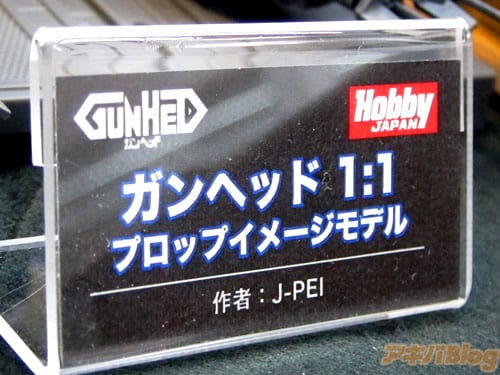 GUNHED
ガンヘッド
Hobby
JAPAN
ガンヘッド 1:1
プロップイメージモデル
作者：J-PEI
アキバBlog